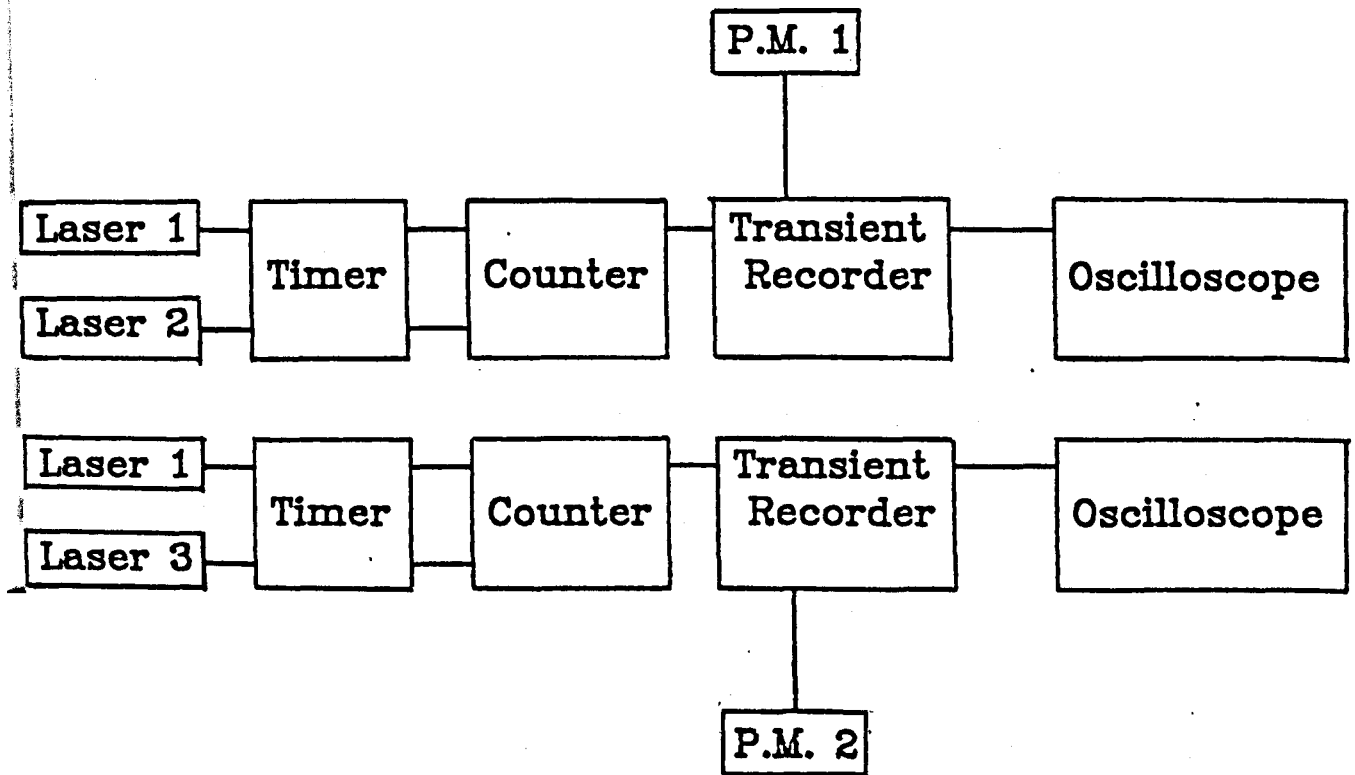 P.M. 1
Laser 1
Laser 2
Timer
Counter
Transient
Recorder
Oscilloscope
Laser 1
Laser 3
Timer
Counter
Transient
Recorder
Oscilloscope
P.M. 2